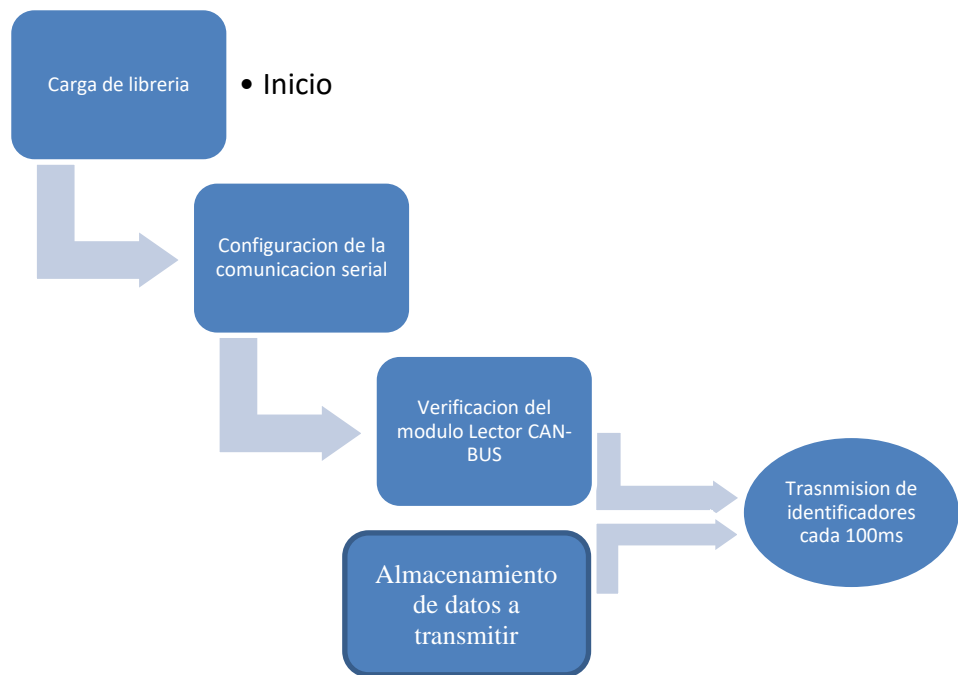 Carga de libreria
• Inicio
Configuracion de la
comunicacion serial
Verificacion del
modulo Lector CAN-
BUS
Trasnmision de
identificadores
cada 100ms
Almacenamiento
de datos a
transmitir